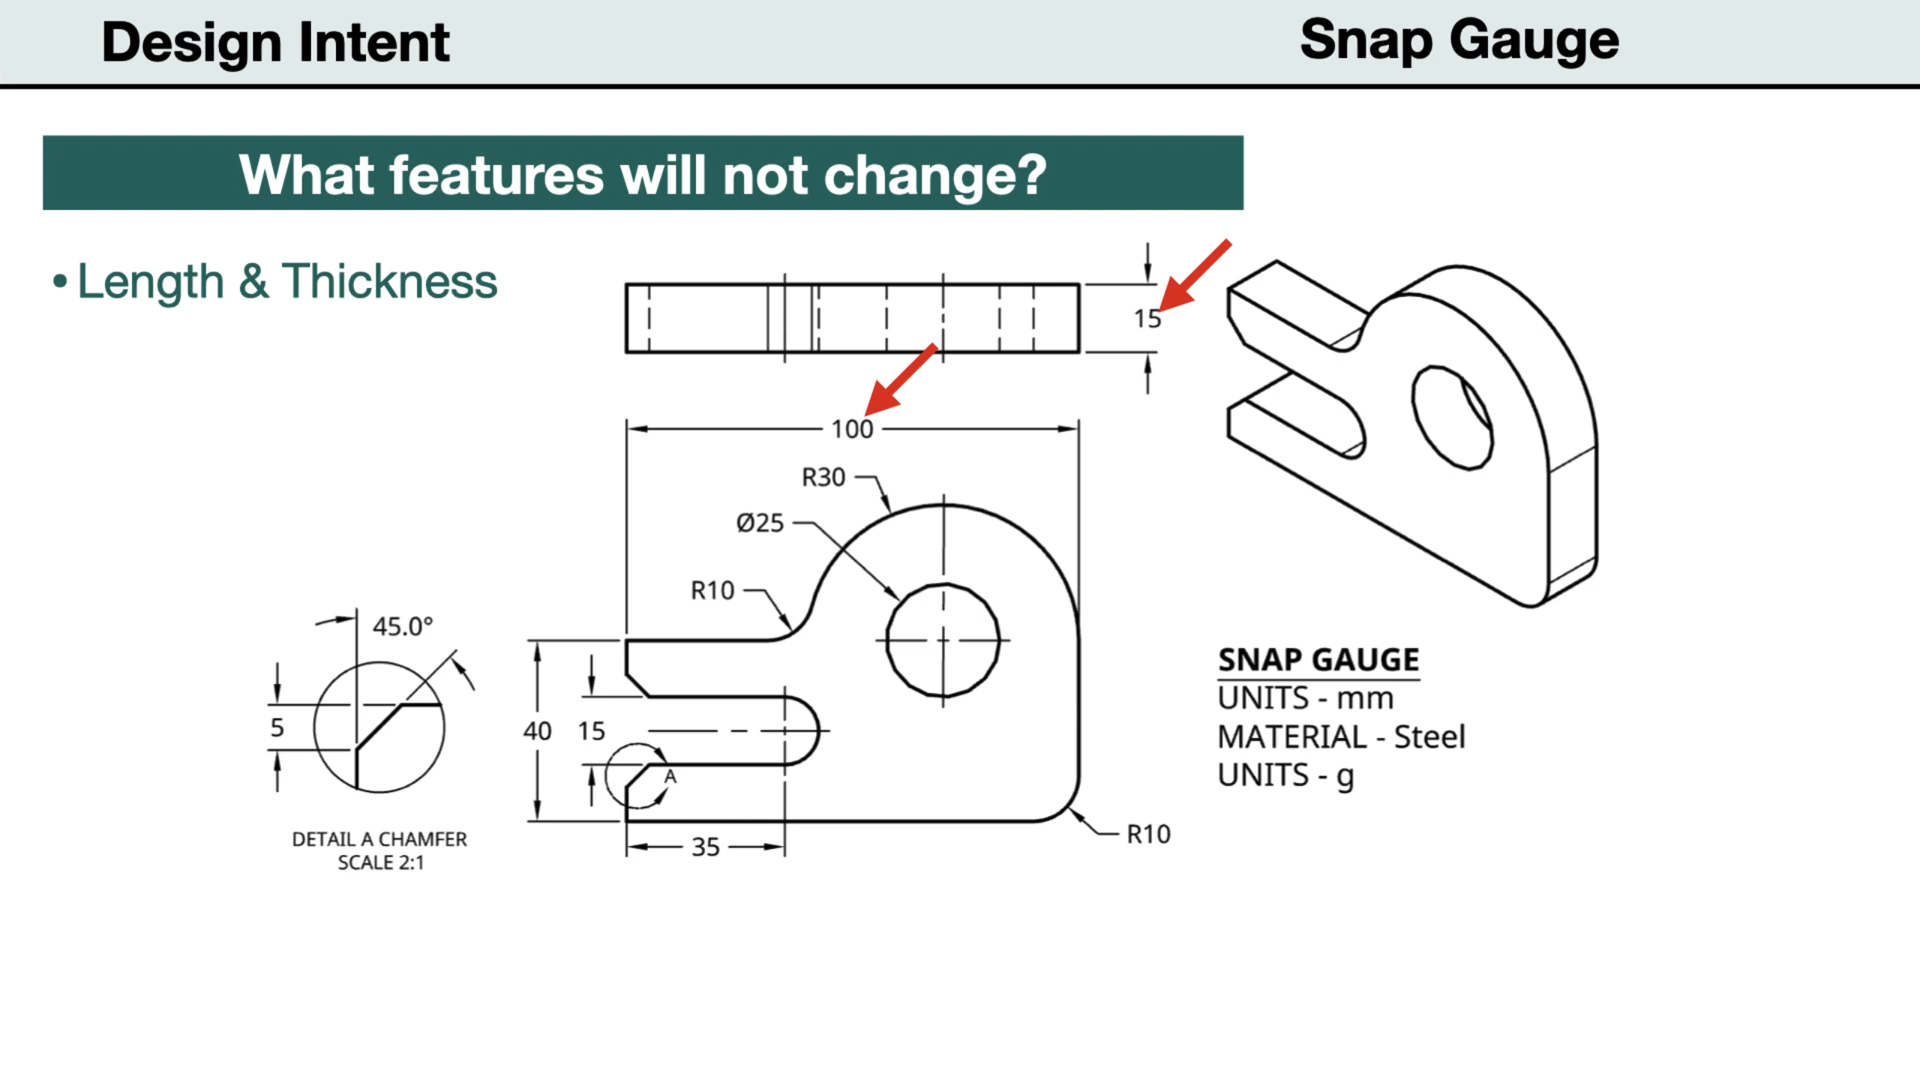 Design Intent
Snap Gauge
What features will not change?
• Length & Thickness
15
100
R30
Ø25
R10
45.0°
5
40
15
A
35
R10
DETAIL A CHAMFER
SCALE 2:1
SNAP GAUGE
UNITS - mm
MATERIAL - Steel
UNITS - g